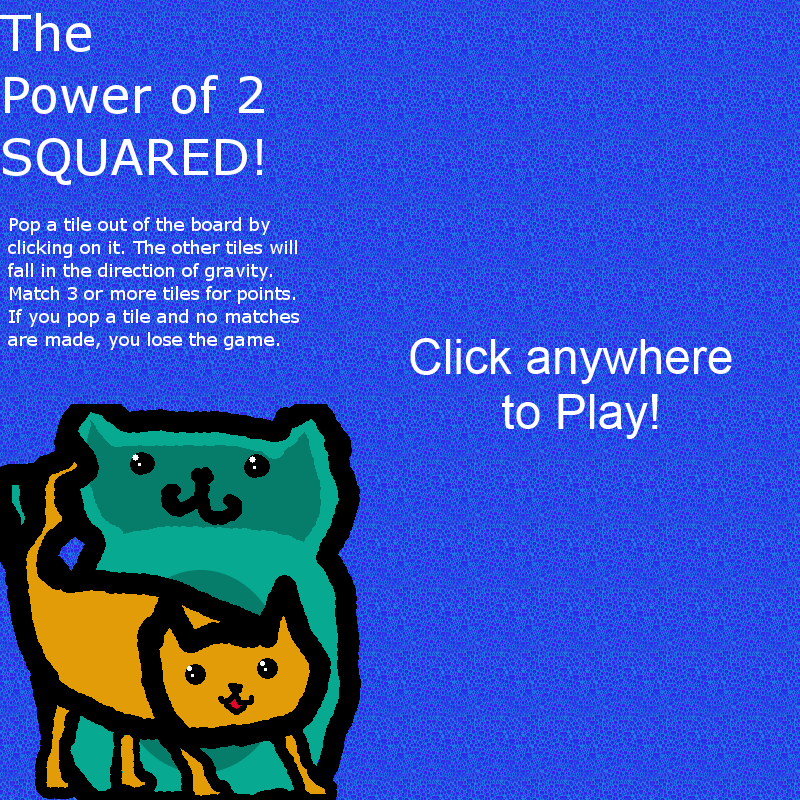 The
Power of 2
SQUARED!
Pop a tile out of the board by
clicking on it. The other tiles will
fall in the direction of gravity.
Match 3 or more tiles for points.
If you pop a tile and no matches
are made, you lose the game.
Click anywhere
to Play!